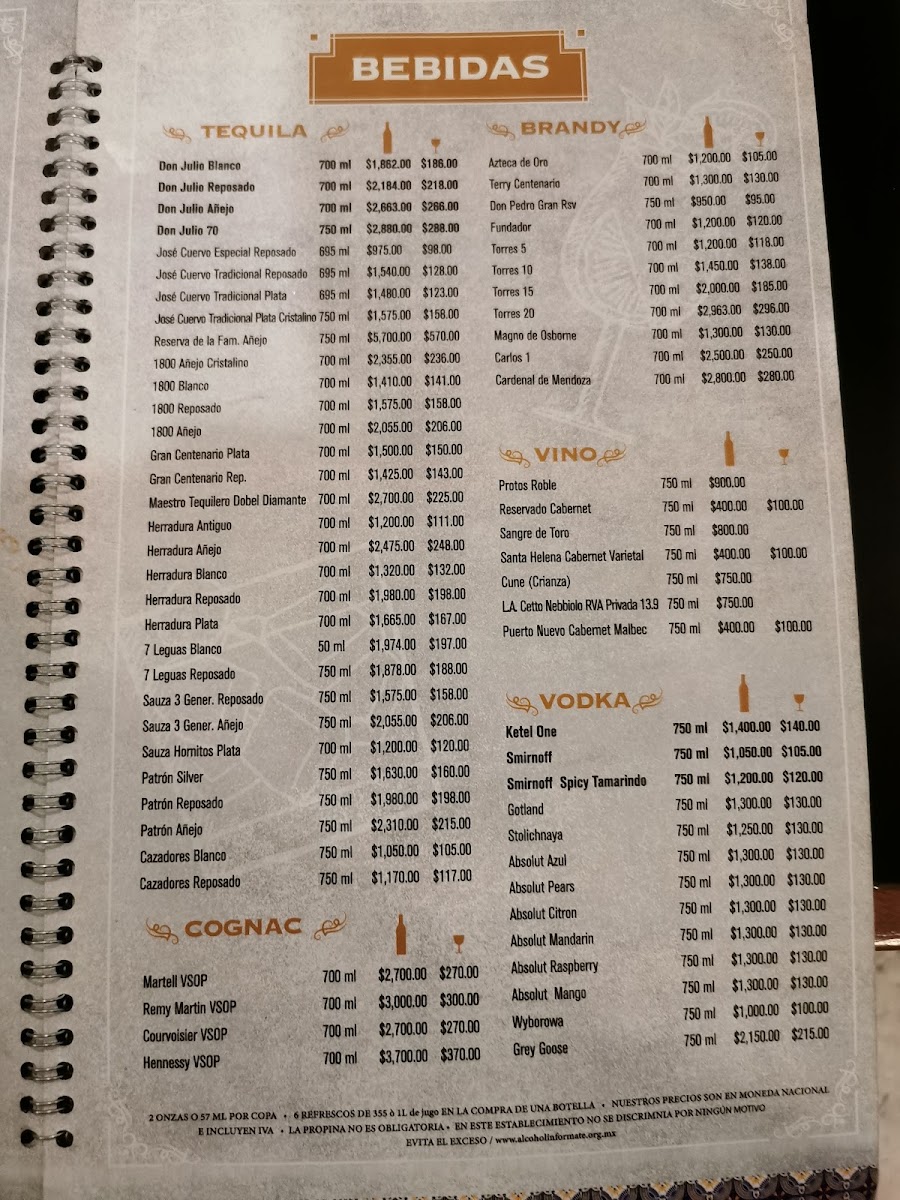 BEBIDAS
TEQUILA
Don Julio Blanco 700 ml $1,862.00 $186.00
Don Julio Reposado 700 ml $2,184.00 $218.00
Don Julio Añejo 700 ml $2,663.00 $266.00
Don Julio 70 750 ml $2,880.00 $288.00
José Cuervo Especial Reposado 695 ml $975.00 $98.00
José Cuervo Tradicional Reposado 695 ml $1,540.00 $128.00
José Cuervo Tradicional Plata 695 ml $1,480.00 $123.00
José Cuervo Tradicional Plata Cristalino 750 ml $1,575.00 $158.00
Reserva de la Fam. Añejo 750 ml $5,700.00 $570.00
1800 Añejo Cristalino 700 ml $2,355.00 $236.00
1800 Blanco 700 ml $1,410.00 $141.00
1800 Reposado 700 ml $1,575.00 $158.00
1800 Añejo 700 ml $2,055.00 $206.00
Gran Centenario Plata 700 ml $1,500.00 $150.00
Gran Centenario Rep. 700 ml $1,425.00 $143.00
Maestro Tequilero Dobel Diamante 700 ml $2,700.00 $225.00
Herradura Antiguo 700 ml $1,200.00 $111.00
Herradura Añejo 700 ml $2,475.00 $248.00
Herradura Blanco 700 ml $1,320.00 $132.00
Herradura Reposado 700 ml $1,980.00 $198.00
Herradura Plata 700 ml $1,665.00 $167.00
7 Leguas Blanco 50 ml $1,974.00 $197.00
7 Leguas Reposado 750 ml $1,878.00 $188.00
Sauza 3 Gener. Reposado 750 ml $1,575.00 $158.00
Sauza 3 Gener. Añejo 750 ml $2,055.00 $206.00
Sauza Hornitos Plata 700 ml $1,200.00 $120.00
Patrón Silver 750 ml $1,630.00 $160.00
Patrón Reposado 750 ml $1,980.00 $198.00
Patrón Añejo 750 ml $2,310.00 $215.00
Cazadores Blanco 750 ml $1,050.00 $105.00
Cazadores Reposado 750 ml $1,170.00 $117.00
COGNAC
Martell VSOP 700 ml $2,700.00 $270.00
Remy Martin VSOP 700 ml $3,000.00 $300.00
Courvoisier VSOP 700 ml $2,700.00 $270.00
Hennessy VSOP 700 ml $3,700.00 $370.00
BRANDY
Azteca de Oro 700 ml $1,200.00 $105.00
Terry Centenario 700 ml $1,300.00 $130.00
Don Pedro Gran Rsv 750 ml $950.00 $95.00
Fundador 700 ml $1,200.00 $120.00
Torres 5 700 ml $1,200.00 $118.00
Torres 10 700 ml $1,450.00 $138.00
Torres 15 700 ml $2,000.00 $185.00
Torres 20 700 ml $2,963.00 $296.00
Magno de Osborne 700 ml $1,300.00 $130.00
Carlos 1 700 ml $2,500.00 $250.00
Cardenal de Mendoza 700 ml $2,800.00 $280.00
VINO
Protos Roble 750 ml $900.00
Reservado Cabernet 750 ml $400.00 $100.00
Sangre de Toro 750 ml $800.00
Santa Helena Cabernet Varietal 750 ml $400.00 $100.00
Cune (Crianza) 750 ml $750.00
L.A. Cetto Nebbiolo RVA Privada 13.9 750 ml $750.00
Puerto Nuevo Cabernet Malbec 750 ml $400.00 $100.00
VODKA
Ketel One 750 ml $1,400.00 $140.00
Smirnoff 750 ml $1,050.00 $105.00
Smirnoff Spicy Tamarindo 750 ml $1,200.00 $120.00
Gotland 750 ml $1,300.00 $130.00
Stolichnaya 750 ml $1,250.00 $130.00
Absolut Azul 750 ml $1,300.00 $130.00
Absolut Pears 750 ml $1,300.00 $130.00
Absolut Citron 750 ml $1,300.00 $130.00
Absolut Mandarin 750 ml $1,300.00 $130.00
Absolut Raspberry 750 ml $1,300.00 $130.00
Absolut Mango 750 ml $1,300.00 $130.00
Wyborowa 750 ml $1,000.00 $100.00
Grey Goose 750 ml $2,150.00 $215.00
2 ONZAS O 57 ML POR COPA • 6 REFRESCOS DE 355 ò 1L de jugo EN LA COMPRA DE UNA BOTELLA • NUESTROS PRECIOS SON EN MONEDA NACIONAL
E INCLUYEN IVA • LA PROPINA NO ES OBLIGATORIA • EN ESTE ESTABLECIMIENTO NO SE DISCRIMNIA POR NINGÚN MOTIVO
EVITA EL EXCESO / www.alcoholinformate.org.mx